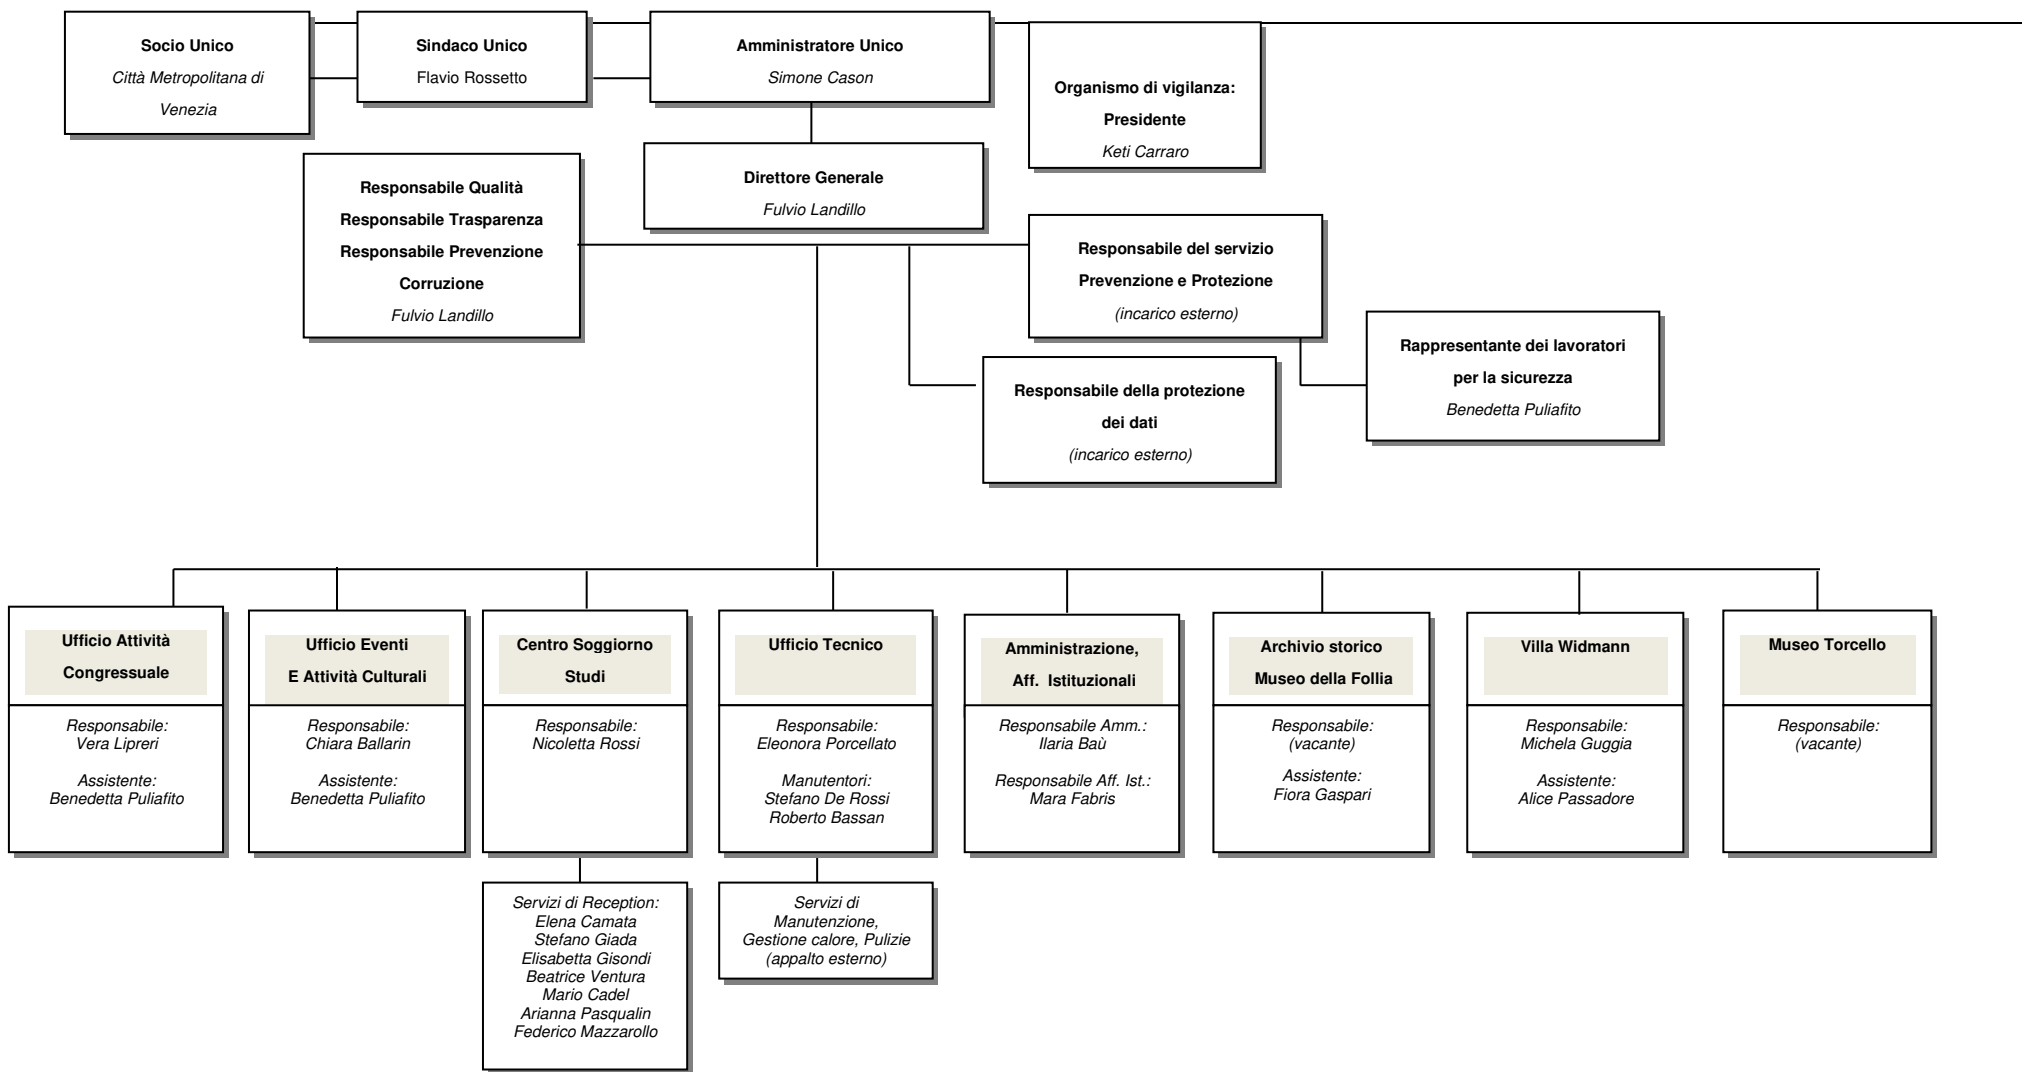 Socio Unico
Città Metropolitana di
Venezia
Sindaco Unico
Flavio Rossetto
Amministratore Unico
Simone Cason
Organismo di vigilanza:
Presidente
Keti Carraro
Direttore Generale
Fulvio Landillo
Responsabile Qualità
Responsabile Trasparenza
Responsabile Prevenzione
Corruzione
Fulvio Landillo
Responsabile del servizio
Prevenzione e Protezione
(incarico esterno)
Rappresentante dei lavoratori
per la sicurezza
Benedetta Puliafito
Responsabile della protezione
dei dati
(incarico esterno)
Ufficio Attività
Congressuale
Responsabile:
Vera Lipreri
Assistente:
Benedetta Puliafito
Ufficio Eventi
E Attività Culturali
Responsabile:
Chiara Ballarin
Assistente:
Benedetta Puliafito
Centro Soggiorno
Studi
Responsabile:
Nicoletta Rossi
Servizi di Reception:
Elena Camata
Stefano Giada
Elisabetta Gisondi
Beatrice Ventura
Mario Cadel
Arianna Pasqualin
Federico Mazzarollo
Ufficio Tecnico
Responsabile:
Eleonora Porcellato
Manutentori:
Stefano De Rossi
Roberto Bassan
Servizi di
Manutenzione,
Gestione calore, Pulizie
(appalto esterno)
Amministrazione,
Aff. Istituzionali
Responsabile Amm.:
Ilaria Baù
Responsabile Aff. Ist.:
Mara Fabris
Archivio storico
Museo della Follia
Responsabile:
(vacante)
Assistente:
Fiora Gaspari
Villa Widmann
Responsabile:
Michela Guggia
Assistente:
Alice Passadore
Museo Torcello
Responsabile:
(vacante)